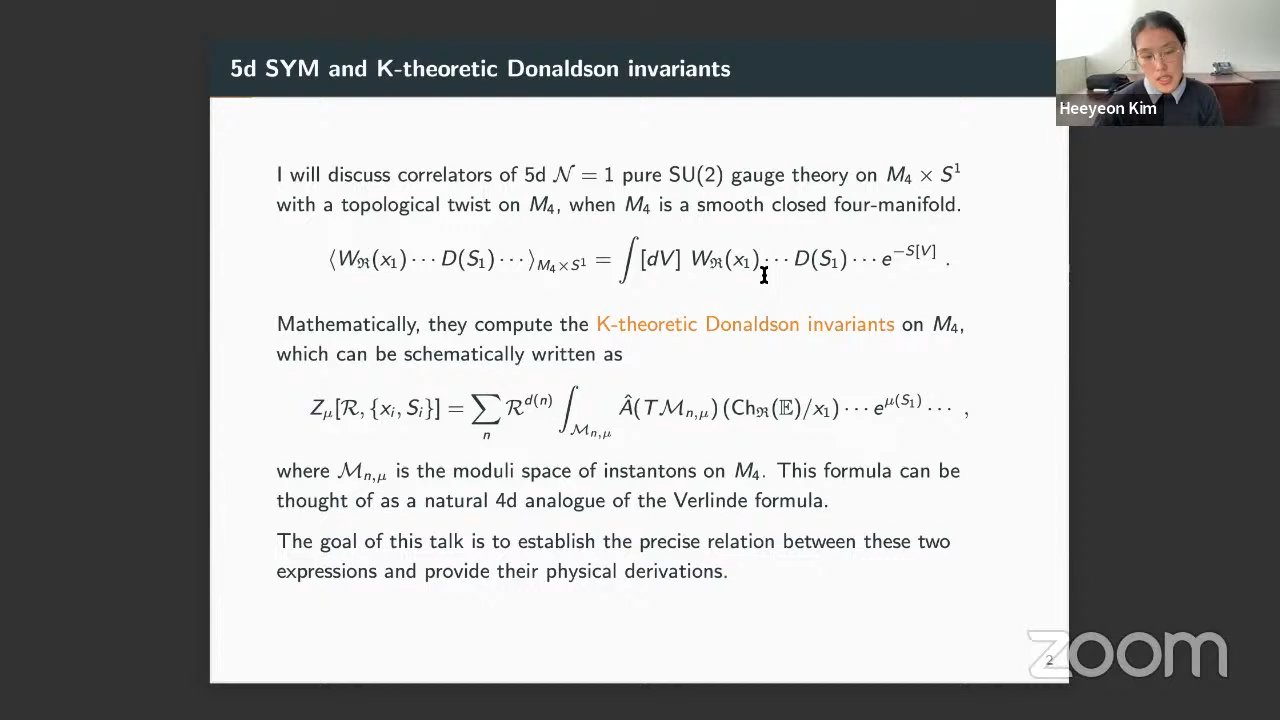 5d SYM and K-theoretic Donaldson invariants
Heeyeon Kim
I will discuss correlators of 5d 𝒩 = 1 pure SU(2) gauge theory on M₄ × S¹
with a topological twist on M₄, when M₄ is a smooth closed four-manifold.
⟨W_ℜ(x₁) ··· D(S₁) ···⟩_{M₄×S¹} = ∫ [dV] W_ℜ(x₁) ··· D(S₁) ··· e^{−S[V]} .
Mathematically, they compute the K-theoretic Donaldson invariants on M₄,
which can be schematically written as
Z_μ[ℛ, {x_i, S_i}] = ∑_n ℛ^{d(n)} ∫_{ℳ_{n,μ}} Â(Tℳ_{n,μ}) (Ch_ℜ(𝔼)/x₁) ··· e^{μ(S₁)} ··· ,
where ℳ_{n,μ} is the moduli space of instantons on M₄. This formula can be
thought of as a natural 4d analogue of the Verlinde formula.
The goal of this talk is to establish the precise relation between these two
expressions and provide their physical derivations.
2
zoom